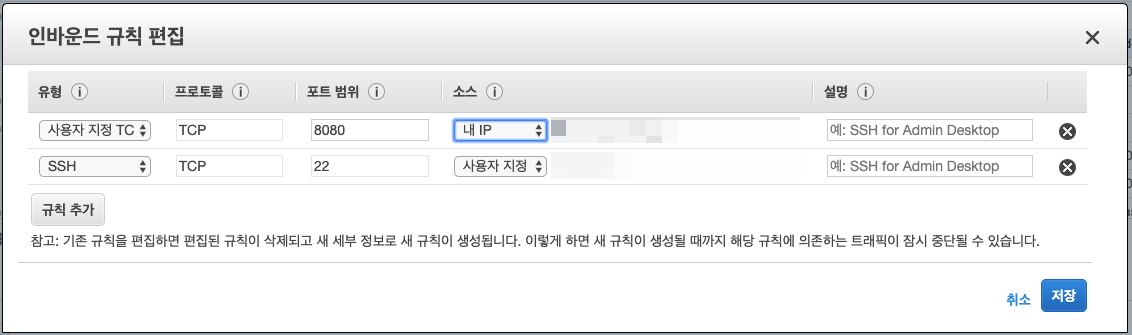 인바운드 규칙 편집
유형 프로토콜 포트 범위 소스 설명
사용자 지정 TC TCP 8080 내 IP 예: SSH for Admin Desktop
SSH TCP 22 사용자 지정 예: SSH for Admin Desktop
규칙 추가
참고: 기존 규칙을 편집하면 편집된 규칙이 삭제되고 새 세부 정보로 새 규칙이 생성됩니다. 이렇게 하면 새 규칙이 생성될 때까지 해당 규칙에 의존하는 트래픽이 잠시 중단될 수 있습니다.
취소 저장